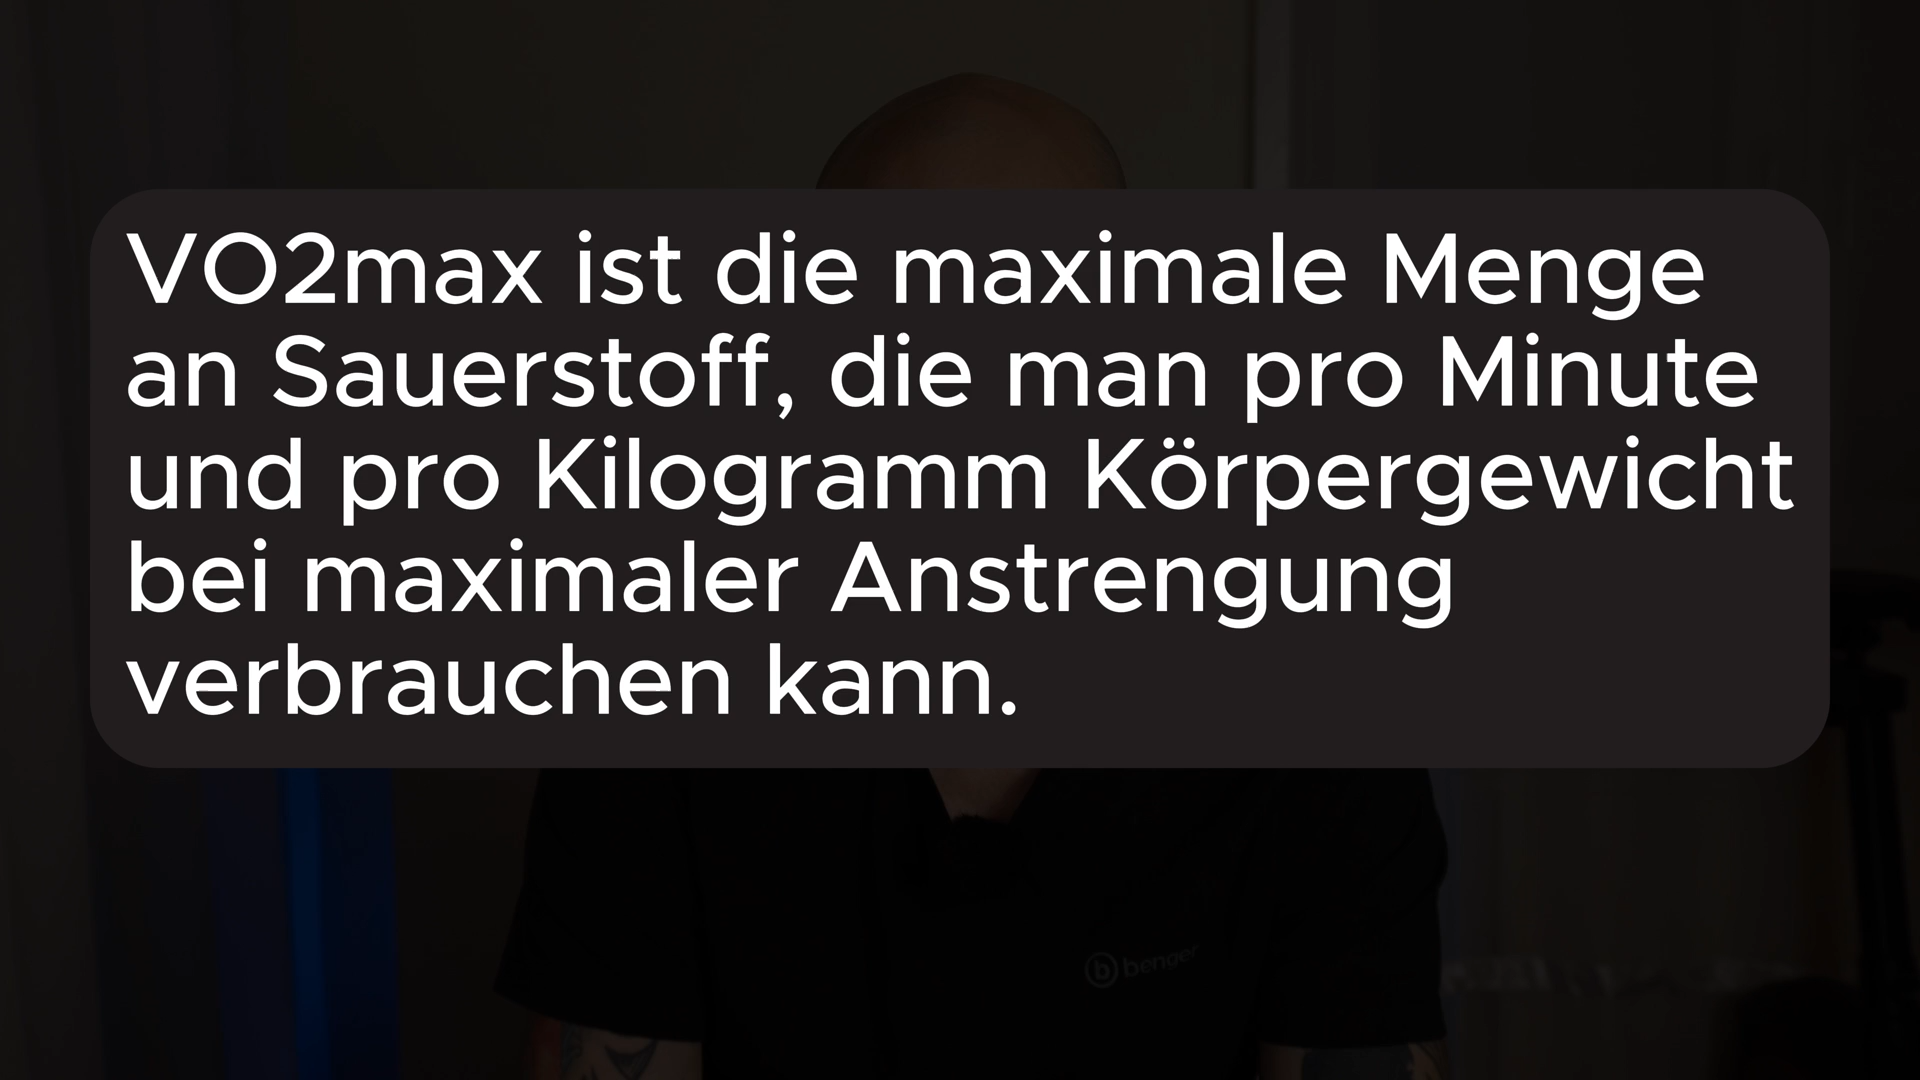 VO2max ist die maximale Menge
an Sauerstoff, die man pro Minute
und pro Kilogramm Körpergewicht
bei maximaler Anstrengung
verbrauchen kann.
b benger